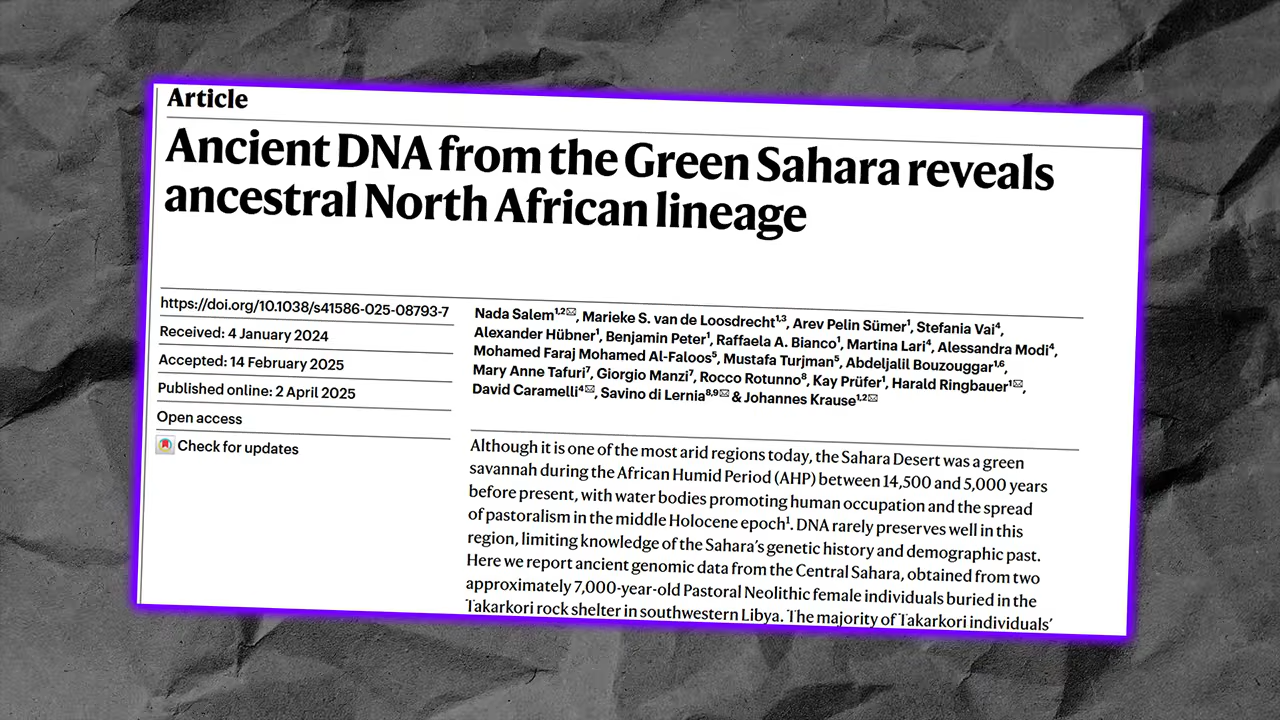 Article
Ancient DNA from the Green Sahara reveals
ancestral North African lineage
https://doi.org/10.1038/s41586-025-08793-7
Received: 4 January 2024
Accepted: 14 February 2025
Published online: 2 April 2025
Open access
Check for updates
Nada Salem1,2✉, Marieke S. van de Loosdrecht1,3, Arev Pelin Sümer1, Stefania Vai4,
Alexander Hübner1, Benjamin Peter1, Raffaela A. Bianco1, Martina Lari4, Alessandra Modi4,
Mohamed Faraj Mohamed Al-Faloos5, Mustafa Turjman5, Abdeljalil Bouzouggar1,6,
Mary Anne Tafuri7, Giorgio Manzi7, Rocco Rotunno8, Kay Prüfer1, Harald Ringbauer1✉,
David Caramelli4✉, Savino di Lernia8,9✉ & Johannes Krause1,2✉
Although it is one of the most arid regions today, the Sahara Desert was a green
savannah during the African Humid Period (AHP) between 14,500 and 5,000 years
before present, with water bodies promoting human occupation and the spread
of pastoralism in the middle Holocene epoch1. DNA rarely preserves well in this
region, limiting knowledge of the Sahara's genetic history and demographic past.
Here we report ancient genomic data from the Central Sahara, obtained from two
approximately 7,000-year-old Pastoral Neolithic female individuals buried in the
Takarkori rock shelter in southwestern Libya. The majority of Takarkori individuals'